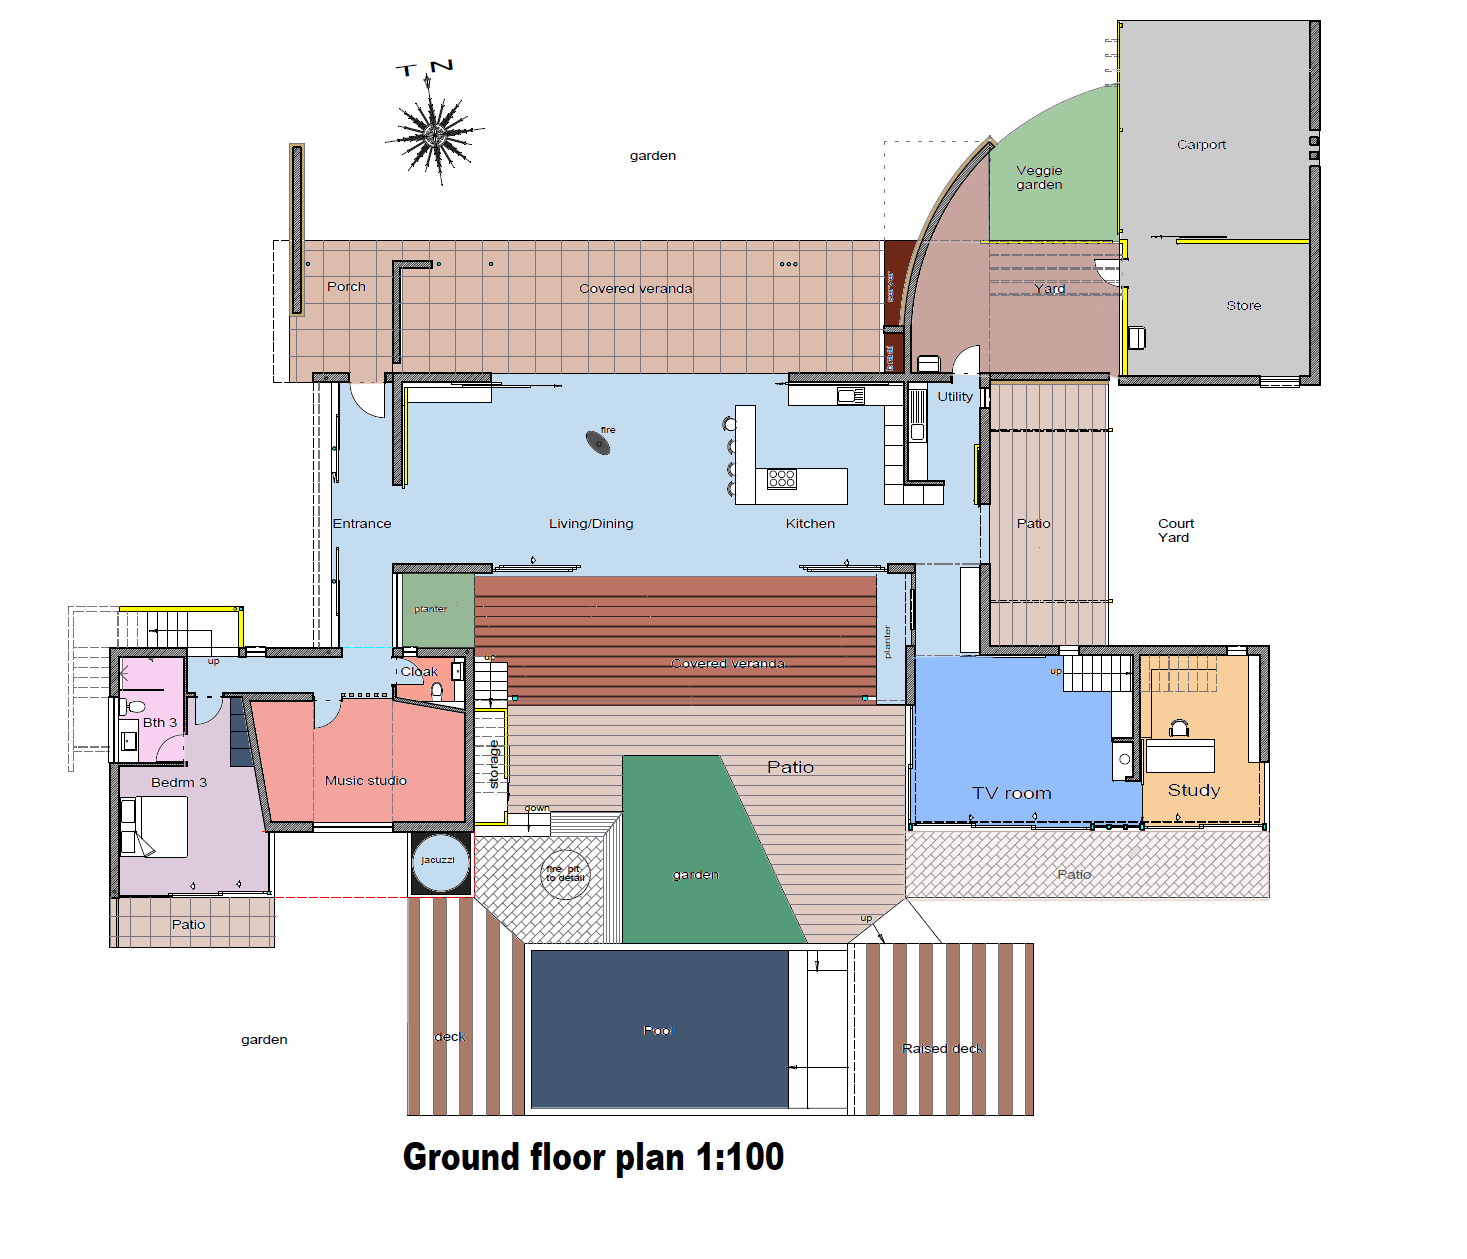 T N
garden
Carport
Veggie
garden
Porch
Covered veranda
Yard
Store
Utility
fire
Entrance
Living/Dining
Kitchen
Patio
Court
Yard
planter
planter
up
up
Cloak
Covered veranda
up
Bth 3
Bedrm 3
Music studio
storage
Patio
TV room
Study
down
jacuzzi
fire pit
to detail
garden
Patio
Patio
up
garden
deck
Pool
Raised deck
Ground floor plan 1:100